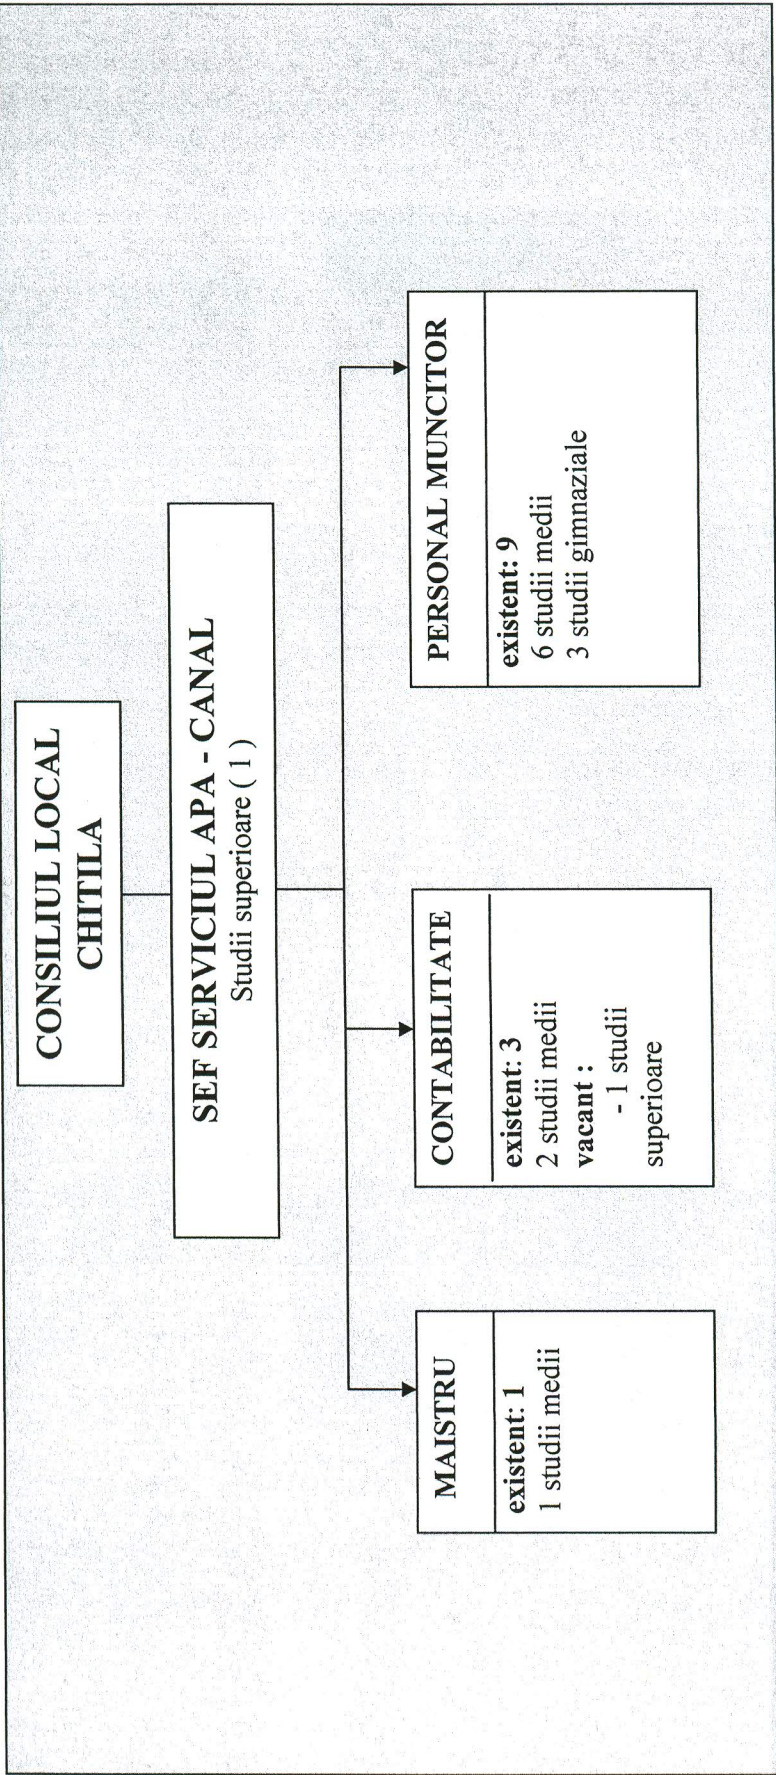 CONSILIUL LOCAL
CHITILA
SEF SERVICIUL APA - CANAL
Studii superioare ( 1 )
MAISTRU
existent: 1
1 studii medii
CONTABILITATE
existent: 3
2 studii medii
vacant :
- 1 studii
superioare
PERSONAL MUNCITOR
existent: 9
6 studii medii
3 studii gimnaziale